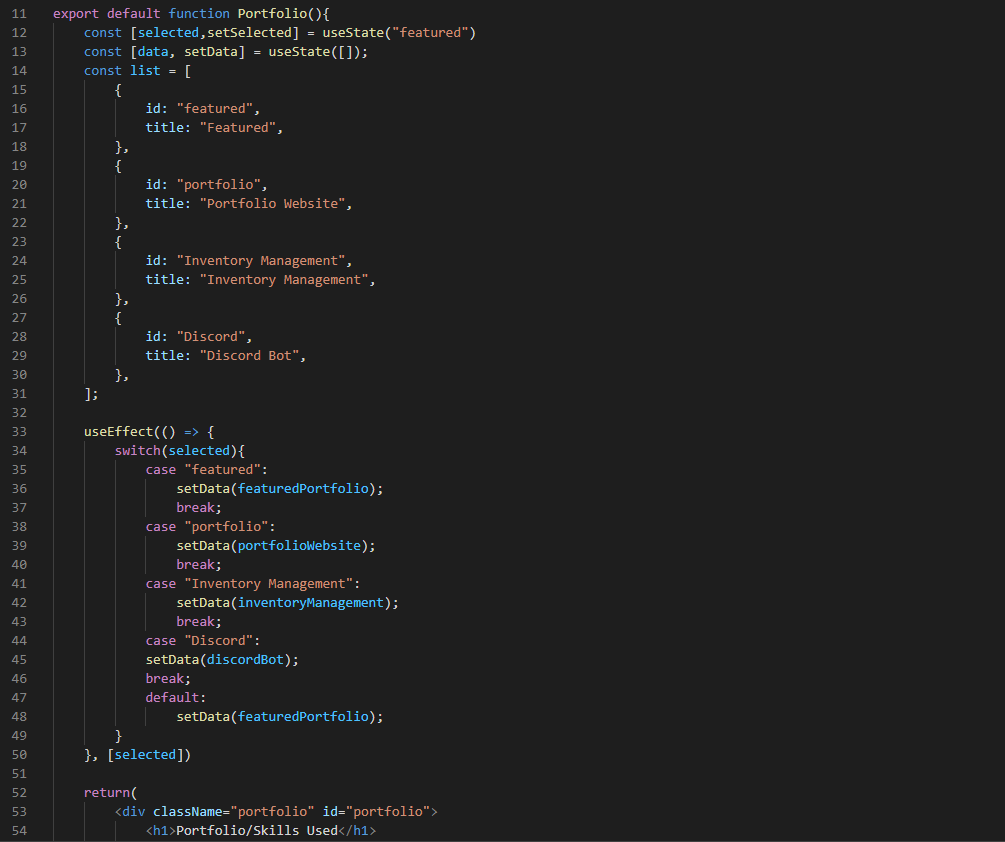 11 export default function Portfolio(){
12     const [selected,setSelected] = useState("featured")
13     const [data, setData] = useState([]);
14     const list = [
15         {
16             id: "featured",
17             title: "Featured",
18         },
19         {
20             id: "portfolio",
21             title: "Portfolio Website",
22         },
23         {
24             id: "Inventory Management",
25             title: "Inventory Management",
26         },
27         {
28             id: "Discord",
29             title: "Discord Bot",
30         },
31     ];
32
33     useEffect(() => {
34         switch(selected){
35             case "featured":
36                 setData(featuredPortfolio);
37                 break;
38             case "portfolio":
39                 setData(portfolioWebsite);
40                 break;
41             case "Inventory Management":
42                 setData(inventoryManagement);
43                 break;
44             case "Discord":
45             setData(discordBot);
46             break;
47             default:
48                 setData(featuredPortfolio);
49         }
50     }, [selected])
51
52     return(
53         <div className="portfolio" id="portfolio">
54             <h1>Portfolio/Skills Used</h1>